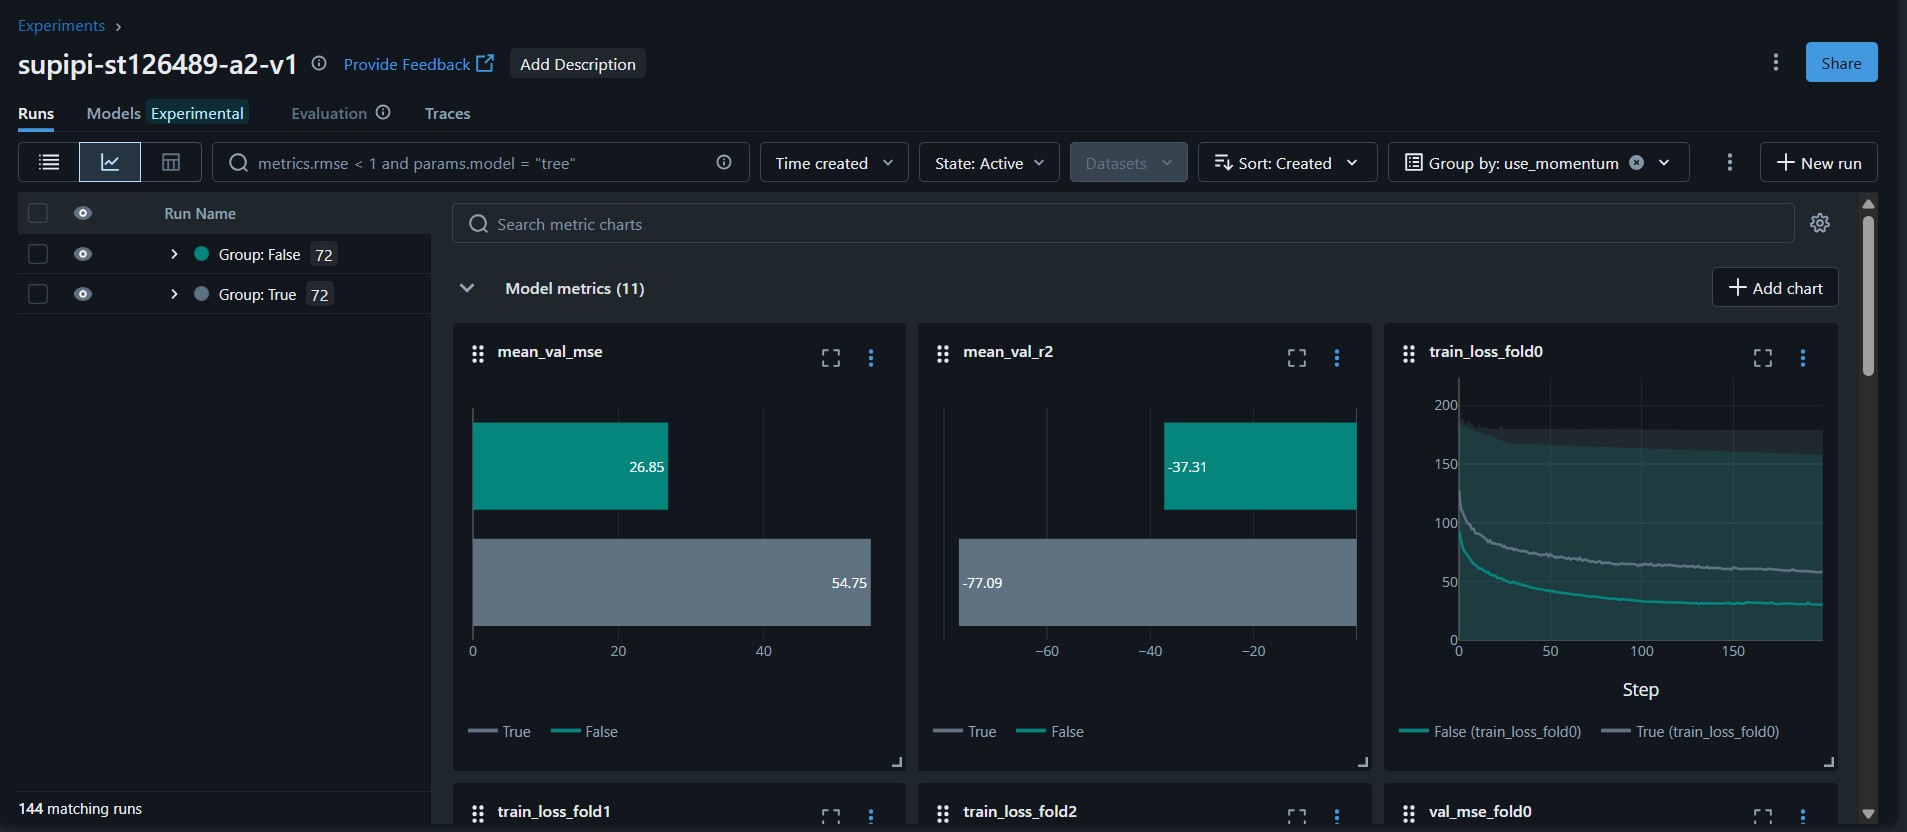 Experiments
supipi-st126489-a2-v1 Provide Feedback Add Description Share
Runs Models Experimental Evaluation Traces
metrics.rmse < 1 and params.model = "tree" Time created State: Active Datasets Sort: Created Group by: use_momentum New run
Run Name
Group: False 72
Group: True 72
144 matching runs
Search metric charts
Model metrics (11) Add chart
mean_val_mse
26.85
54.75
0 20 40
True False
mean_val_r2
-37.31
-77.09
−60 −40 −20
True False
train_loss_fold0
200
150
100
50
0
0 50 100 150
Step
False (train_loss_fold0) True (train_loss_fold0)
train_loss_fold1 train_loss_fold2 val_mse_fold0